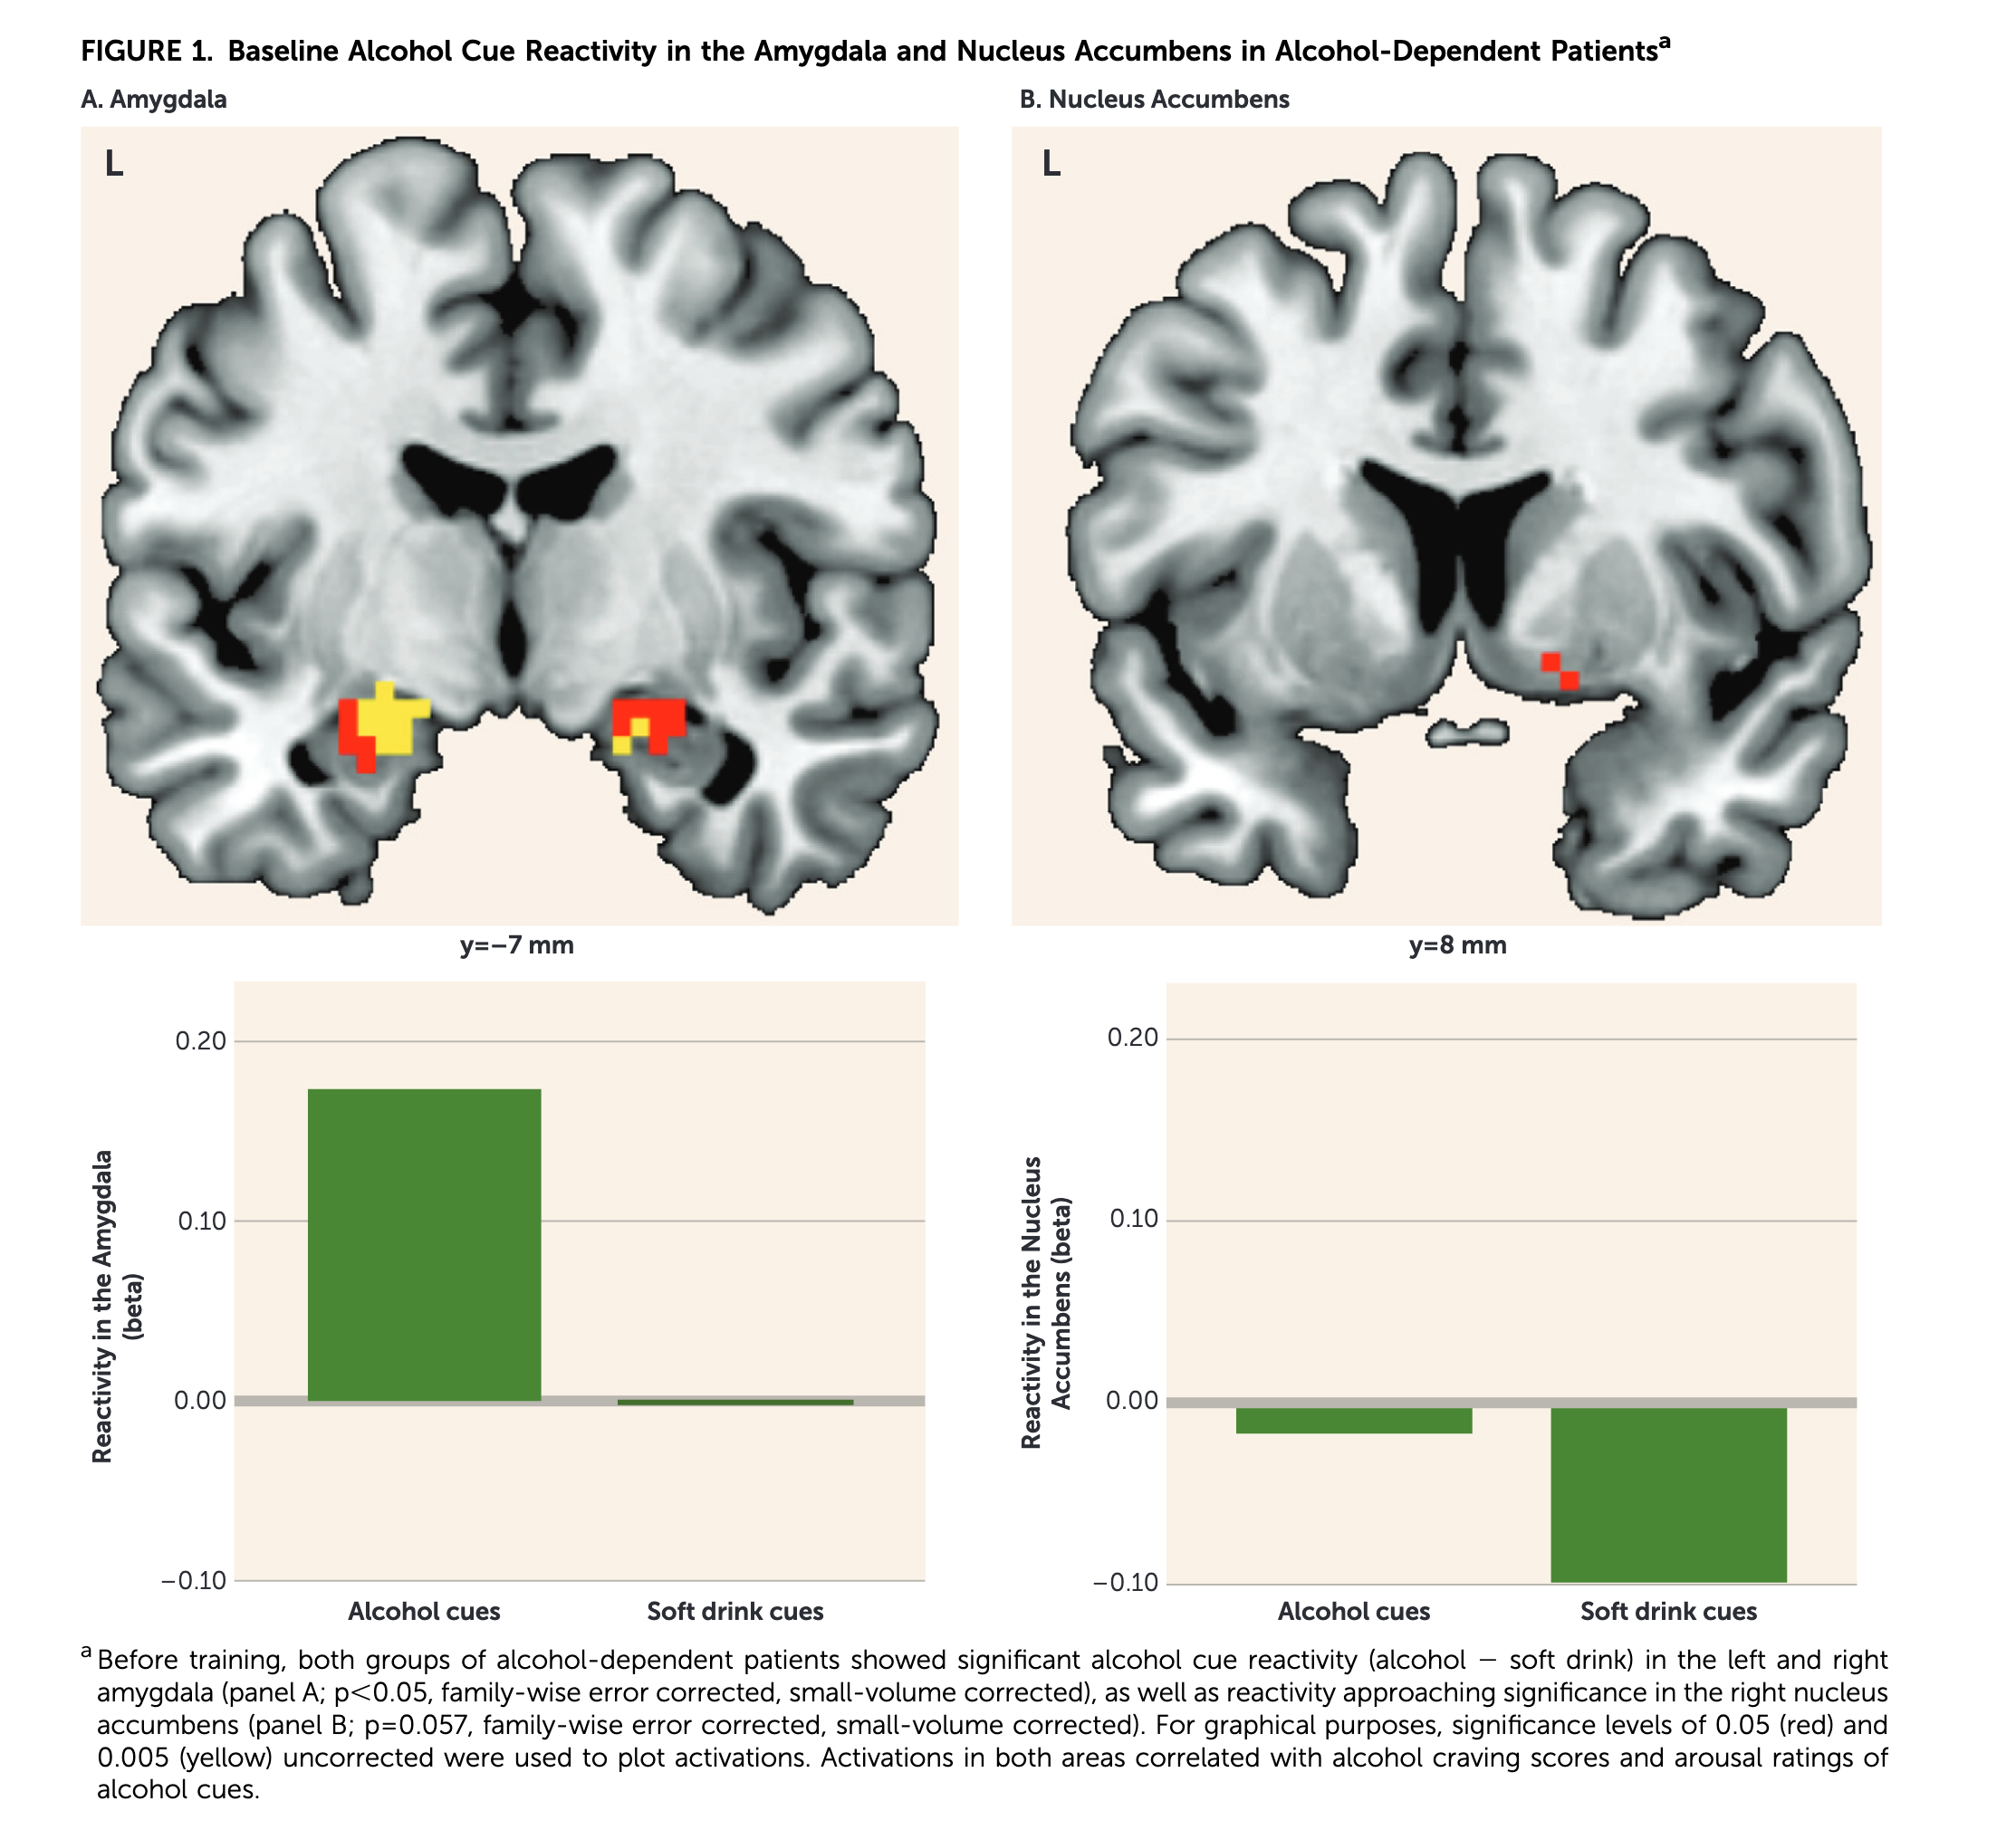 FIGURE 1. Baseline Alcohol Cue Reactivity in the Amygdala and Nucleus Accumbens in Alcohol-Dependent Patientsa
A. Amygdala
L
y=−7 mm
B. Nucleus Accumbens
L
y=8 mm
Reactivity in the Amygdala
(beta)
0.20
0.10
0.00
−0.10
Alcohol cues
Soft drink cues
Reactivity in the Nucleus
Accumbens (beta)
0.20
0.10
0.00
−0.10
Alcohol cues
Soft drink cues
a Before training, both groups of alcohol-dependent patients showed significant alcohol cue reactivity (alcohol − soft drink) in the left and right
amygdala (panel A; p<0.05, family-wise error corrected, small-volume corrected), as well as reactivity approaching significance in the right nucleus
accumbens (panel B; p=0.057, family-wise error corrected, small-volume corrected). For graphical purposes, significance levels of 0.05 (red) and
0.005 (yellow) uncorrected were used to plot activations. Activations in both areas correlated with alcohol craving scores and arousal ratings of
alcohol cues.